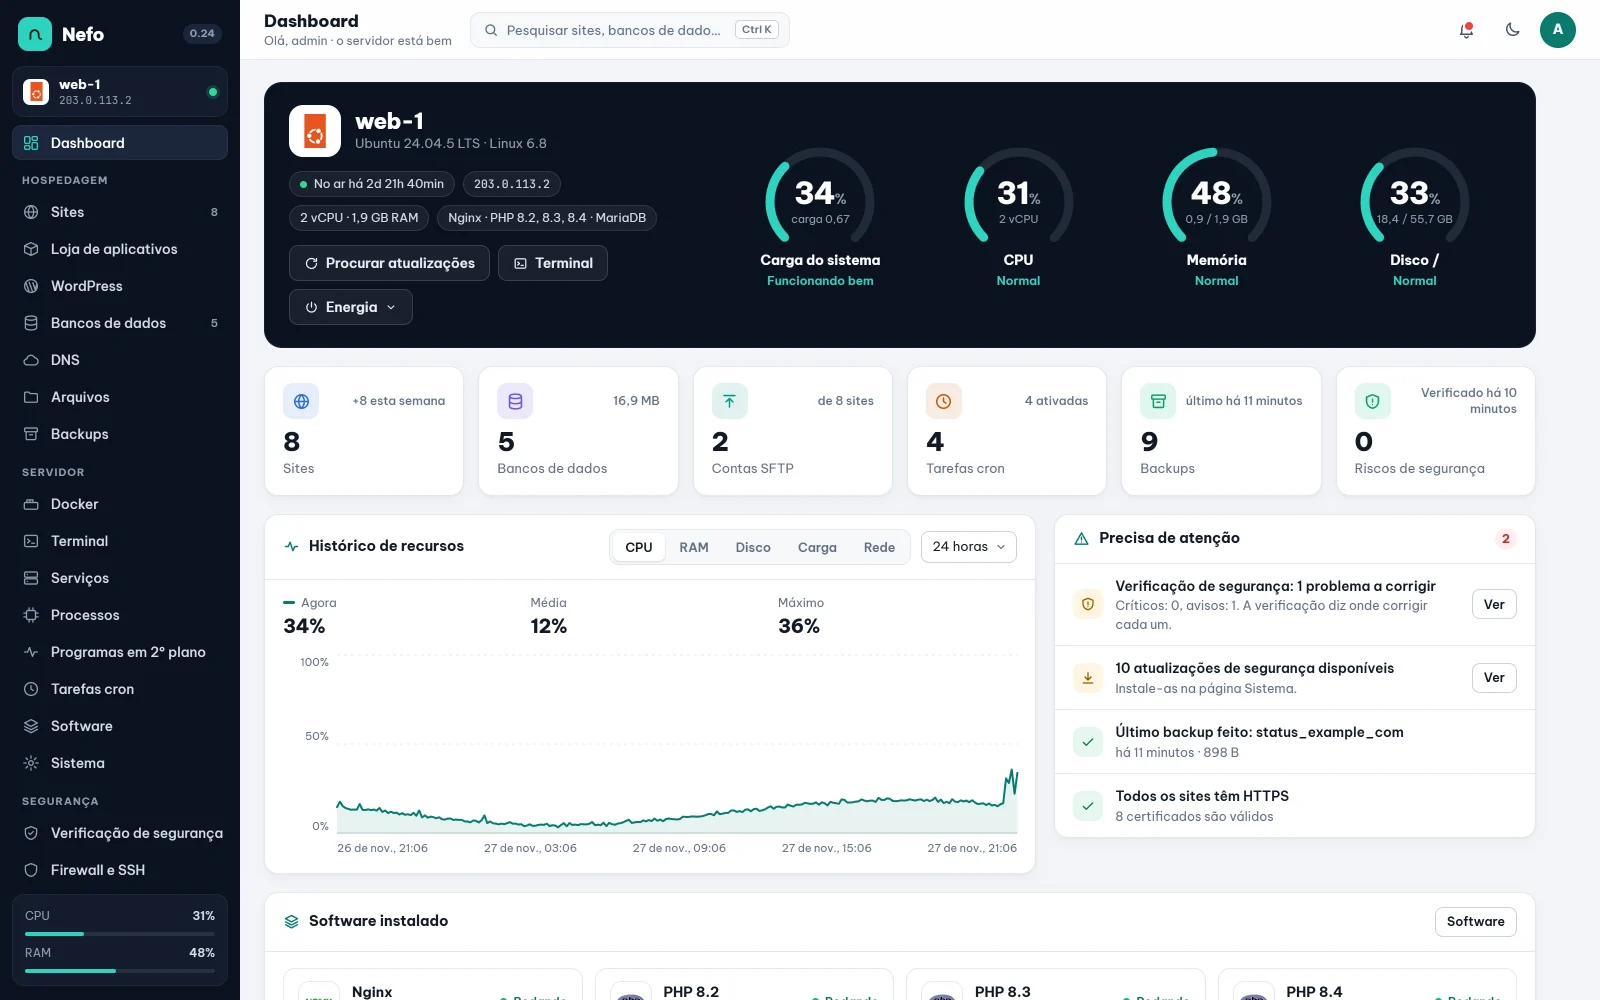 Nefo
0.24
web-1
203.0.113.2
Dashboard
HOSPEDAGEM
Sites
8
Loja de aplicativos
WordPress
Bancos de dados
5
DNS
Arquivos
Backups
SERVIDOR
Docker
Terminal
Serviços
Processos
Programas em 2º plano
Tarefas cron
Software
Sistema
SEGURANÇA
Verificação de segurança
Firewall e SSH
CPU
31%
RAM
48%
Dashboard
Olá, admin · o servidor está bem
Pesquisar sites, bancos de dado...
Ctrl K
A
web-1
Ubuntu 24.04.5 LTS · Linux 6.8
No ar há 2d 21h 40min
203.0.113.2
2 vCPU · 1,9 GB RAM
Nginx · PHP 8.2, 8.3, 8.4 · MariaDB
Procurar atualizações
Terminal
Energia
34%
carga 0,67
Carga do sistema
Funcionando bem
31%
2 vCPU
CPU
Normal
48%
0,9 / 1,9 GB
Memória
Normal
33%
18,4 / 55,7 GB
Disco /
Normal
+8 esta semana
8
Sites
16,9 MB
5
Bancos de dados
de 8 sites
2
Contas SFTP
4 ativadas
4
Tarefas cron
último há 11 minutos
9
Backups
Verificado há 10
minutos
0
Riscos de segurança
Histórico de recursos
CPU
RAM
Disco
Carga
Rede
24 horas
Agora
34%
Média
12%
Máximo
36%
100%
50%
0%
26 de nov., 21:06
27 de nov., 03:06
27 de nov., 09:06
27 de nov., 15:06
27 de nov., 21:06
Precisa de atenção
2
Verificação de segurança: 1 problema a corrigir
Críticos: 0, avisos: 1. A verificação diz onde corrigir
cada um.
Ver
10 atualizações de segurança disponíveis
Instale-as na página Sistema.
Ver
Último backup feito: status_example_com
há 11 minutos · 898 B
Todos os sites têm HTTPS
8 certificados são válidos
Software instalado
Software
Nginx
PHP 8.2
PHP 8.3
PHP 8.4